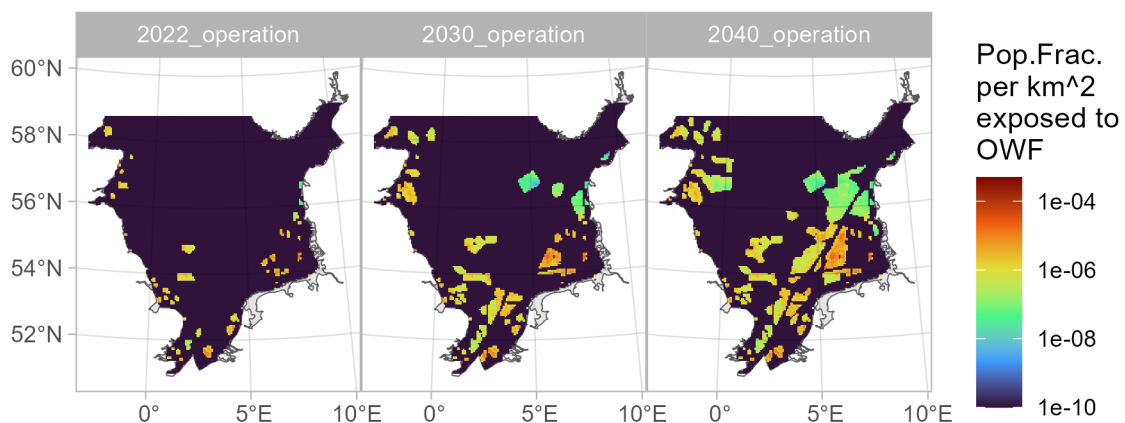 2022_operation
2030_operation
2040_operation
60°N
58°N
56°N
54°N
52°N
0°
5°E
10°E
0°
5°E
10°E
0°
5°E
10°E
Pop.Frac.
per km^2
exposed to
OWF
1e-04
1e-06
1e-08
1e-10